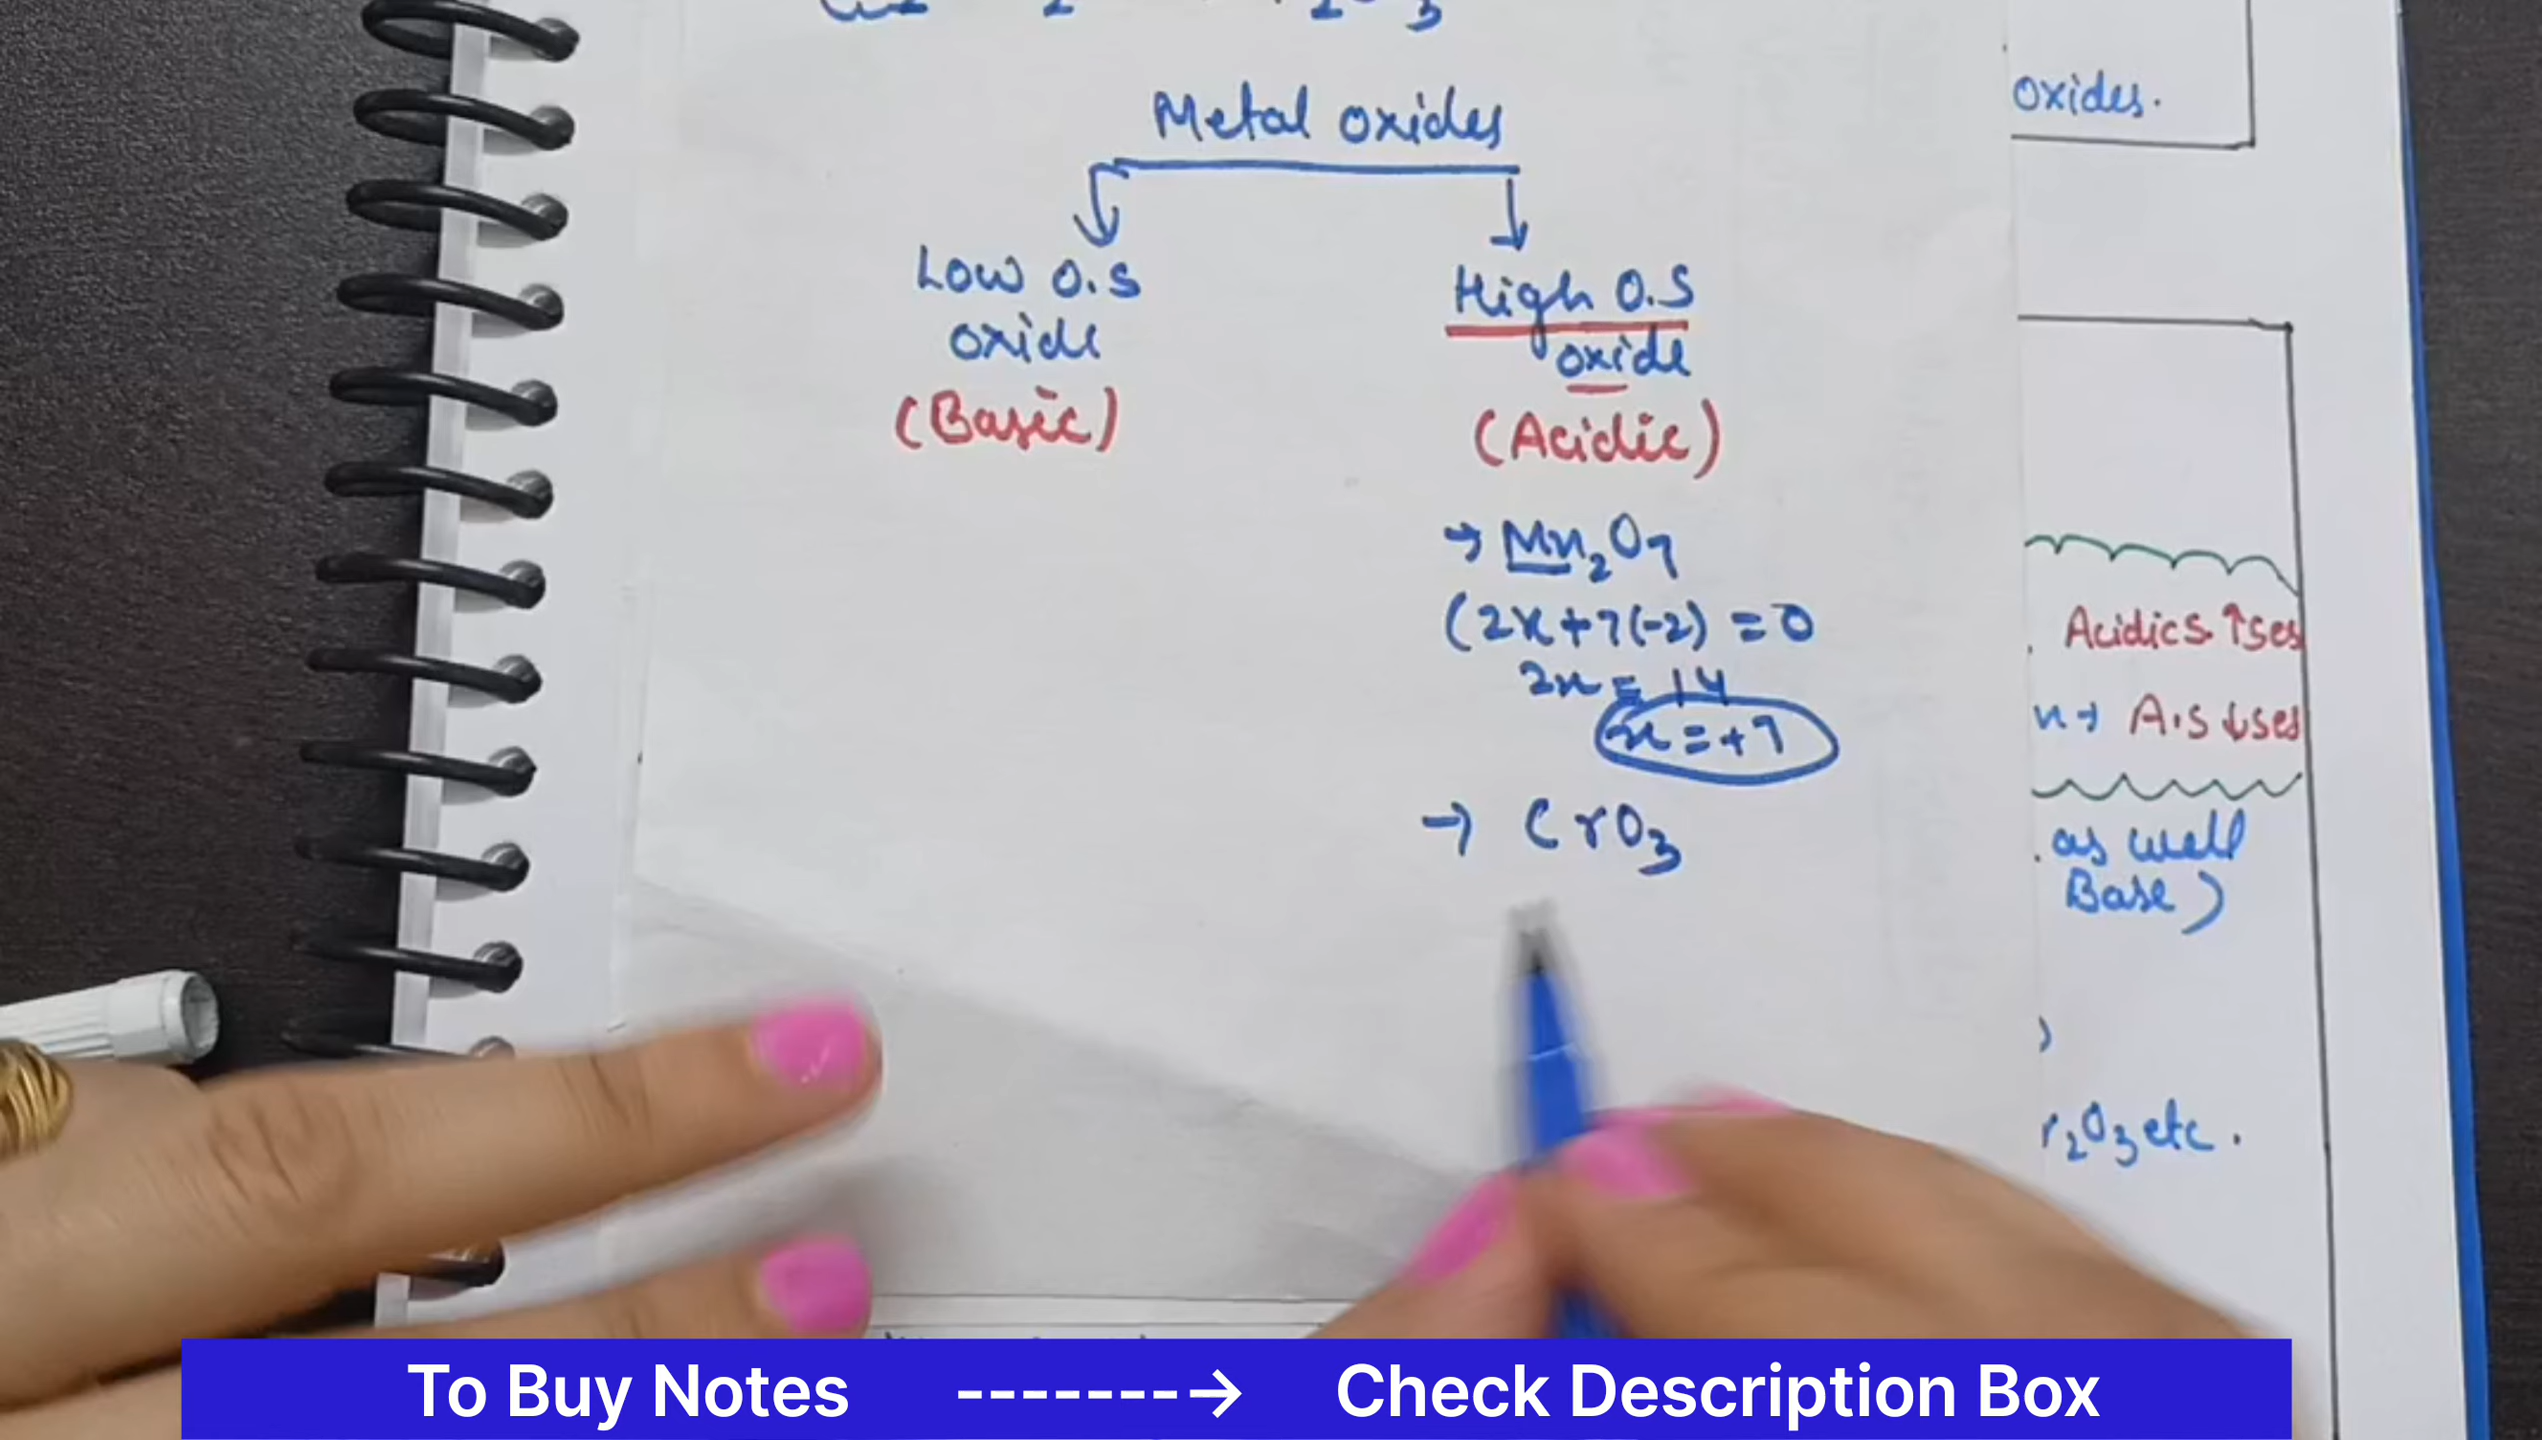 Metal oxides
oxides.
Low O.S
oxide
(Basic)
High O.S
oxide
(Acidic)
→ Mn2O7
(2x+7(-2) = 0
2x = 14
x = +7
→ CrO3
Acidics ↑ses
n→ A.s ↓ses
as well
Base)
r2O3 etc.
To Buy Notes -------→ Check Description Box